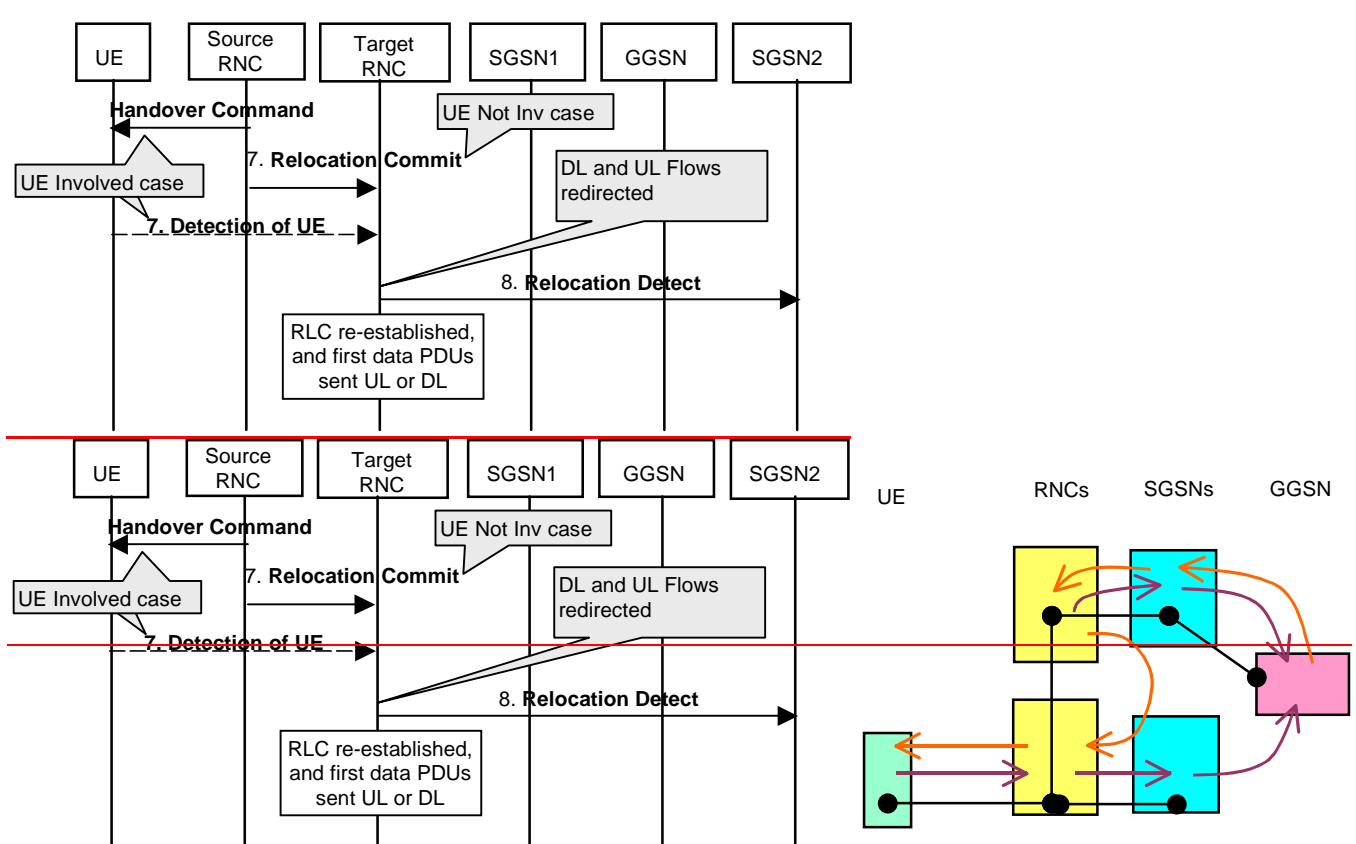 UE
Source
RNC
Target
RNC
SGSN1
GGSN
SGSN2
Handover Command
UE Not Inv case
7. Relocation Commit
DL and UL Flows
redirected
UE Involved case
7. Detection of UE
8. Relocation Detect
RLC re-established,
and first data PDUs
sent UL or DL
UE
Source
RNC
Target
RNC
SGSN1
GGSN
SGSN2
UE
RNCs
SGSNs
GGSN
Handover Command
UE Not Inv case
7. Relocation Commit
DL and UL Flows
redirected
UE Involved case
7. Detection of UE
8. Relocation Detect
RLC re-established,
and first data PDUs
sent UL or DL